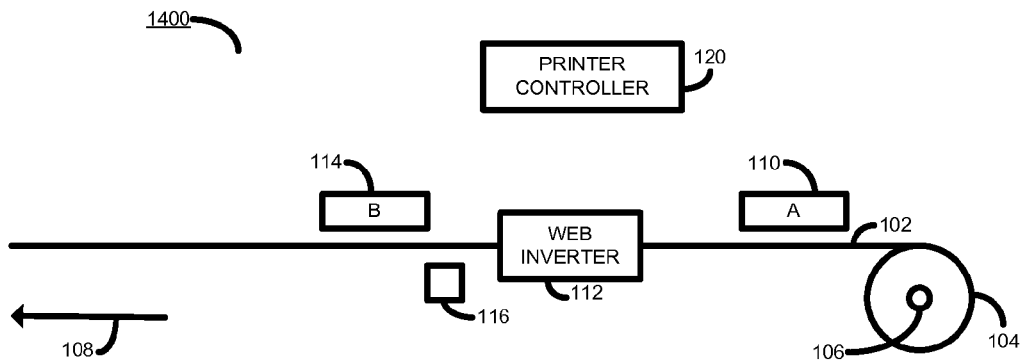 1400
PRINTER
CONTROLLER
120
114
110
B
A
102
WEB
INVERTER
112
116
108
106
104